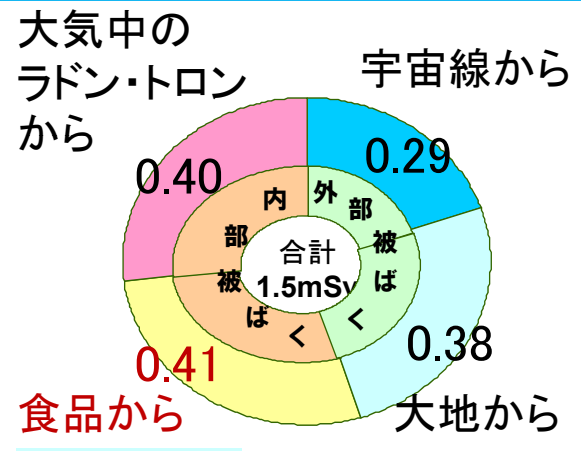 大気中の
ラドン・トロン
から
宇宙線から
0.40
0.29
内部被ばく
外部被ばく
合計
1.5mSv
0.41
食品から
0.38
大地から